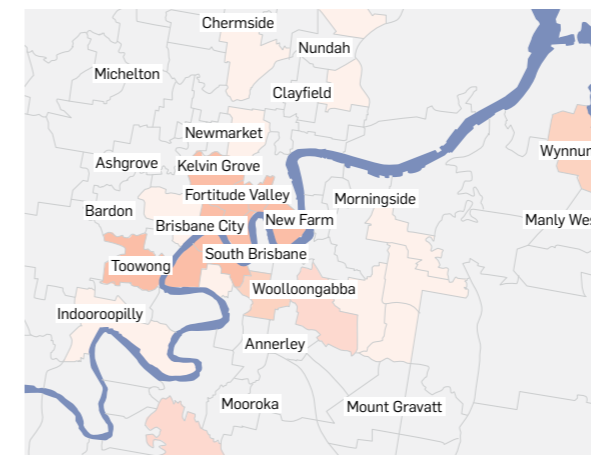 Chermside
Nundah
Michelton
Clayfield
Newmarket
Ashgrove
Kelvin Grove
Wynnum
Fortitude Valley
Bardon
Morningside
New Farm
Manly Wes
Brisbane City
South Brisbane
Toowong
Woolloongabba
Indooroopilly
Annerley
Mooroka
Mount Gravatt